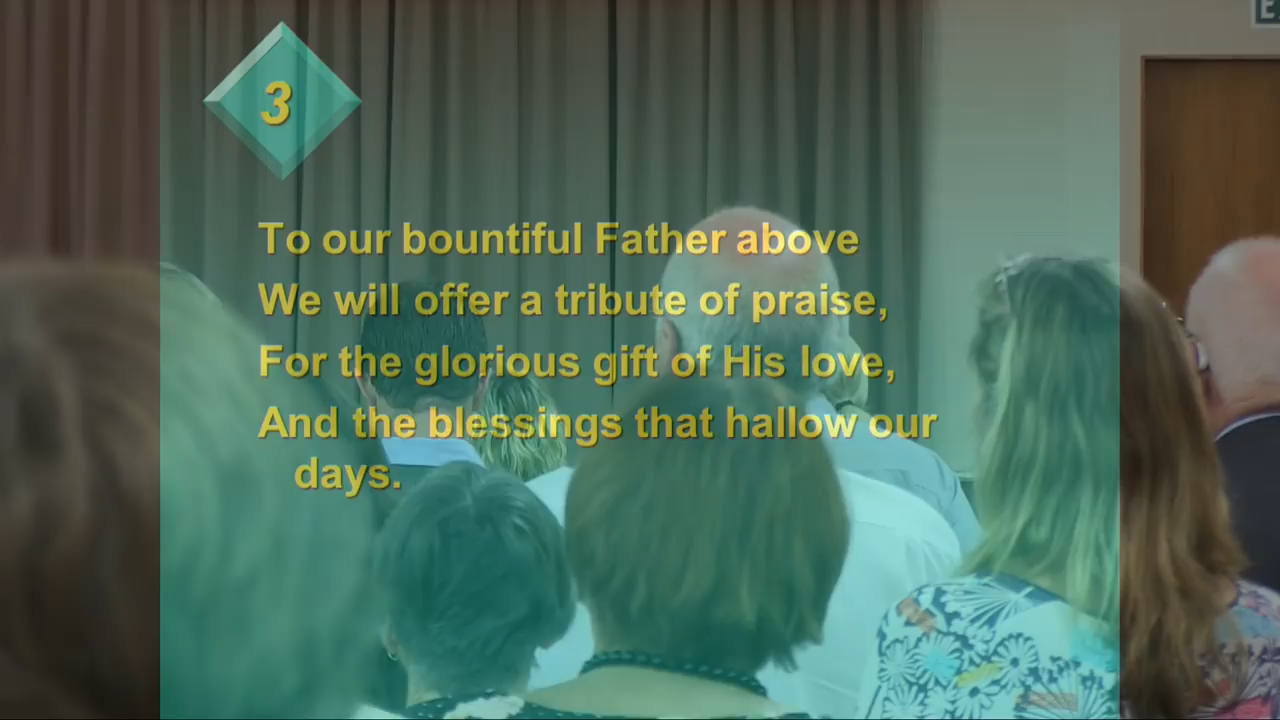 3
To our bountiful Father above
We will offer a tribute of praise,
For the glorious gift of His love,
And the blessings that hallow our
days.